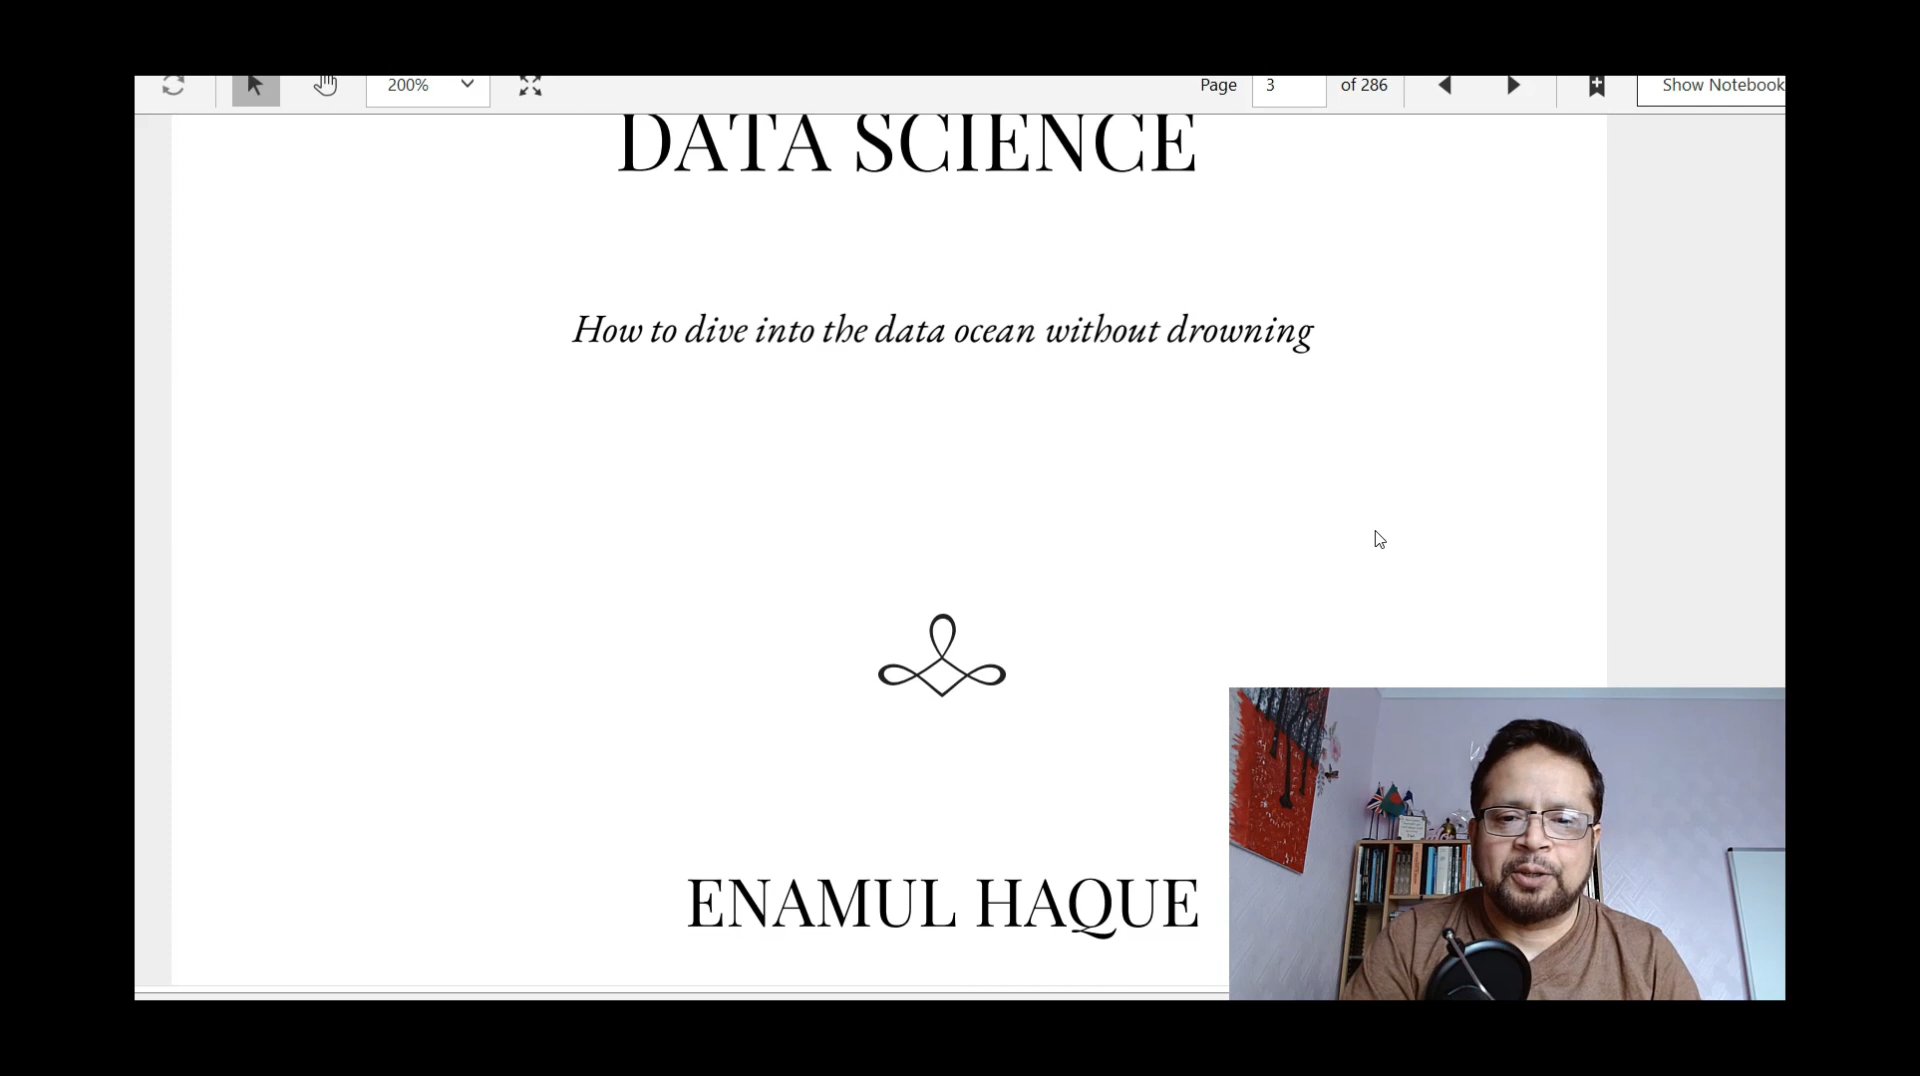 200%
Page 3 of 286
Show Notebook
DATA SCIENCE
How to dive into the data ocean without drowning
ENAMUL HAQUE